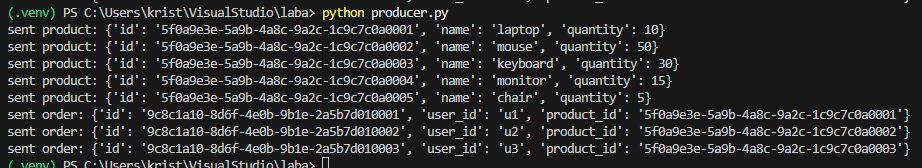 (.venv) PS C:\Users\krist\VisualStudio\laba> python producer.py
sent product: {'id': '5f0a9e3e-5a9b-4a8c-9a2c-1c9c7c0a0001', 'name': 'laptop', 'quantity': 10}
sent product: {'id': '5f0a9e3e-5a9b-4a8c-9a2c-1c9c7c0a0002', 'name': 'mouse', 'quantity': 50}
sent product: {'id': '5f0a9e3e-5a9b-4a8c-9a2c-1c9c7c0a0003', 'name': 'keyboard', 'quantity': 30}
sent product: {'id': '5f0a9e3e-5a9b-4a8c-9a2c-1c9c7c0a0004', 'name': 'monitor', 'quantity': 15}
sent product: {'id': '5f0a9e3e-5a9b-4a8c-9a2c-1c9c7c0a0005', 'name': 'chair', 'quantity': 5}
sent order: {'id': '9c8c1a10-8d6f-4e0b-9b1e-2a5b7d010001', 'user_id': 'u1', 'product_id': '5f0a9e3e-5a9b-4a8c-9a2c-1c9c7c0a0001'}
sent order: {'id': '9c8c1a10-8d6f-4e0b-9b1e-2a5b7d010002', 'user_id': 'u2', 'product_id': '5f0a9e3e-5a9b-4a8c-9a2c-1c9c7c0a0002'}
sent order: {'id': '9c8c1a10-8d6f-4e0b-9b1e-2a5b7d010003', 'user_id': 'u3', 'product_id': '5f0a9e3e-5a9b-4a8c-9a2c-1c9c7c0a0003'}
(.venv) PS C:\Users\krist\VisualStudio\laba>